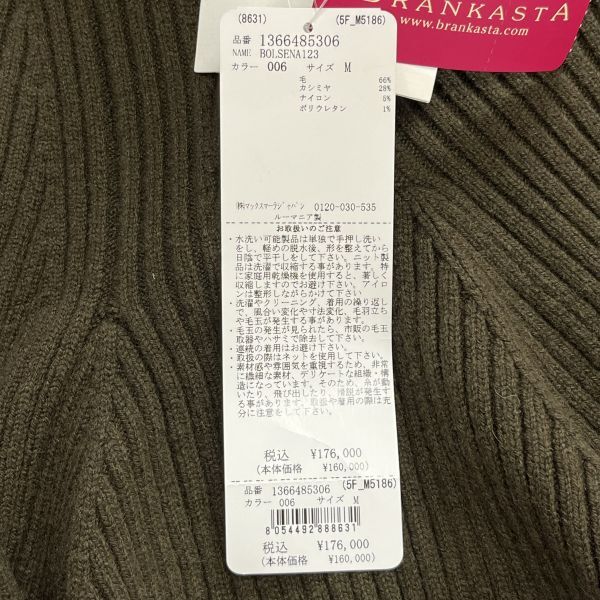 BRANKASTA
www.brankasta.com
(8631) (5F_M5186)
品番 1366485306
NAME BOLSENA123
カラー 006 サイズ M
毛 66%
カシミヤ 28%
ナイロン 5%
ポリウレタン 1%
㈱マックスマーラジャパン 0120-030-535
ルーマニア製
お取扱いのご注意
・水洗い可能製品は単独で手押し洗い
をし、軽めの脱水後、形を整えてから
日陰で平干しをして下さい。ニット製
品は洗濯で収縮する事があります。特
に家庭用乾燥機を使用すると、著しく
収縮しますのでお避け下さい。アイロ
ンは整形しながらかけて下さい
・洗濯やクリーニング、着用の繰り返し
で、風合い変化や寸法変化、毛羽立ち
や毛玉が発生する事があります。
・毛玉の発生が見られたら、市販の毛玉
取器やハサミで除去して下さい。
・連続の着用はお避け下さい。
・取扱の際はネットを使用して下さい。
・素材感や雰囲気を重視するため、非常
に繊細な素材、デリケートな組織・構
造になっています。そのため、糸が動
いたり、飛び出したり、滑脱が発生す
る事があります。取扱や着用の際は充
分に注意をして下さい。
税込 ¥176,000
(本体価格 ¥160,000)
品番 1366485306 (5F_M5186)
カラー 006 サイズ M
8054492888631
税込 ¥176,000
(本体価格 ¥160,000)